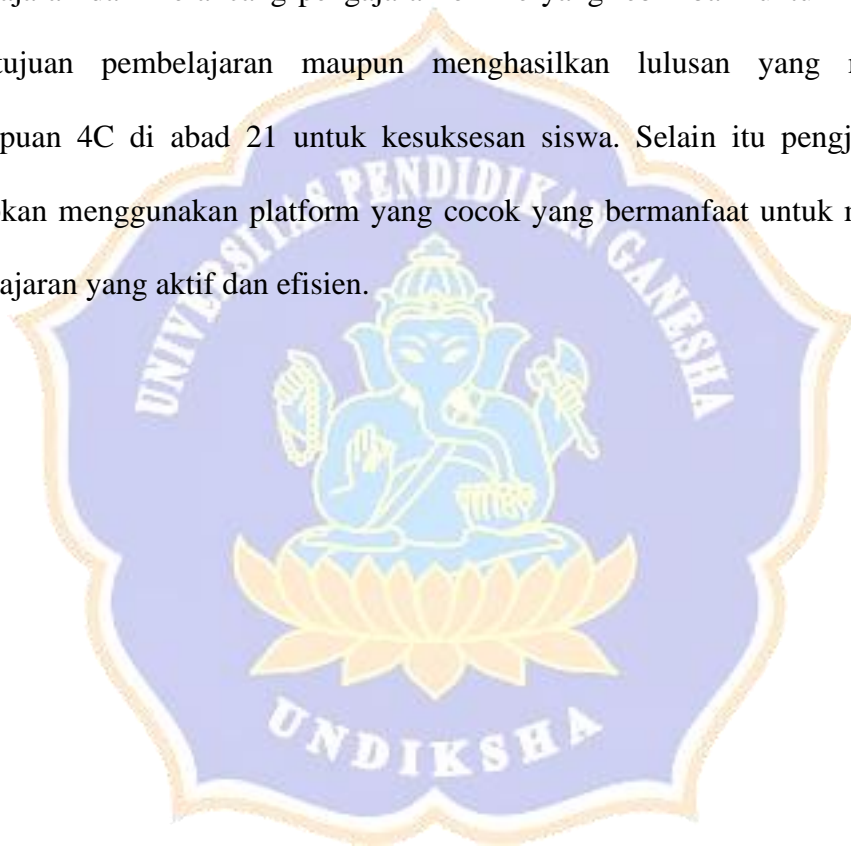 tujuan pembelajaran maupun menghasilkan lulusan yang
puan 4C di abad 21 untuk kesuksesan siswa. Selain itu
kan menggunakan platform yang cocok yang bermanfaat untuk
ajaran yang aktif dan efisien.
UNIVERSITAS PENDIDIKAN GANESHA
UNDIKSHA